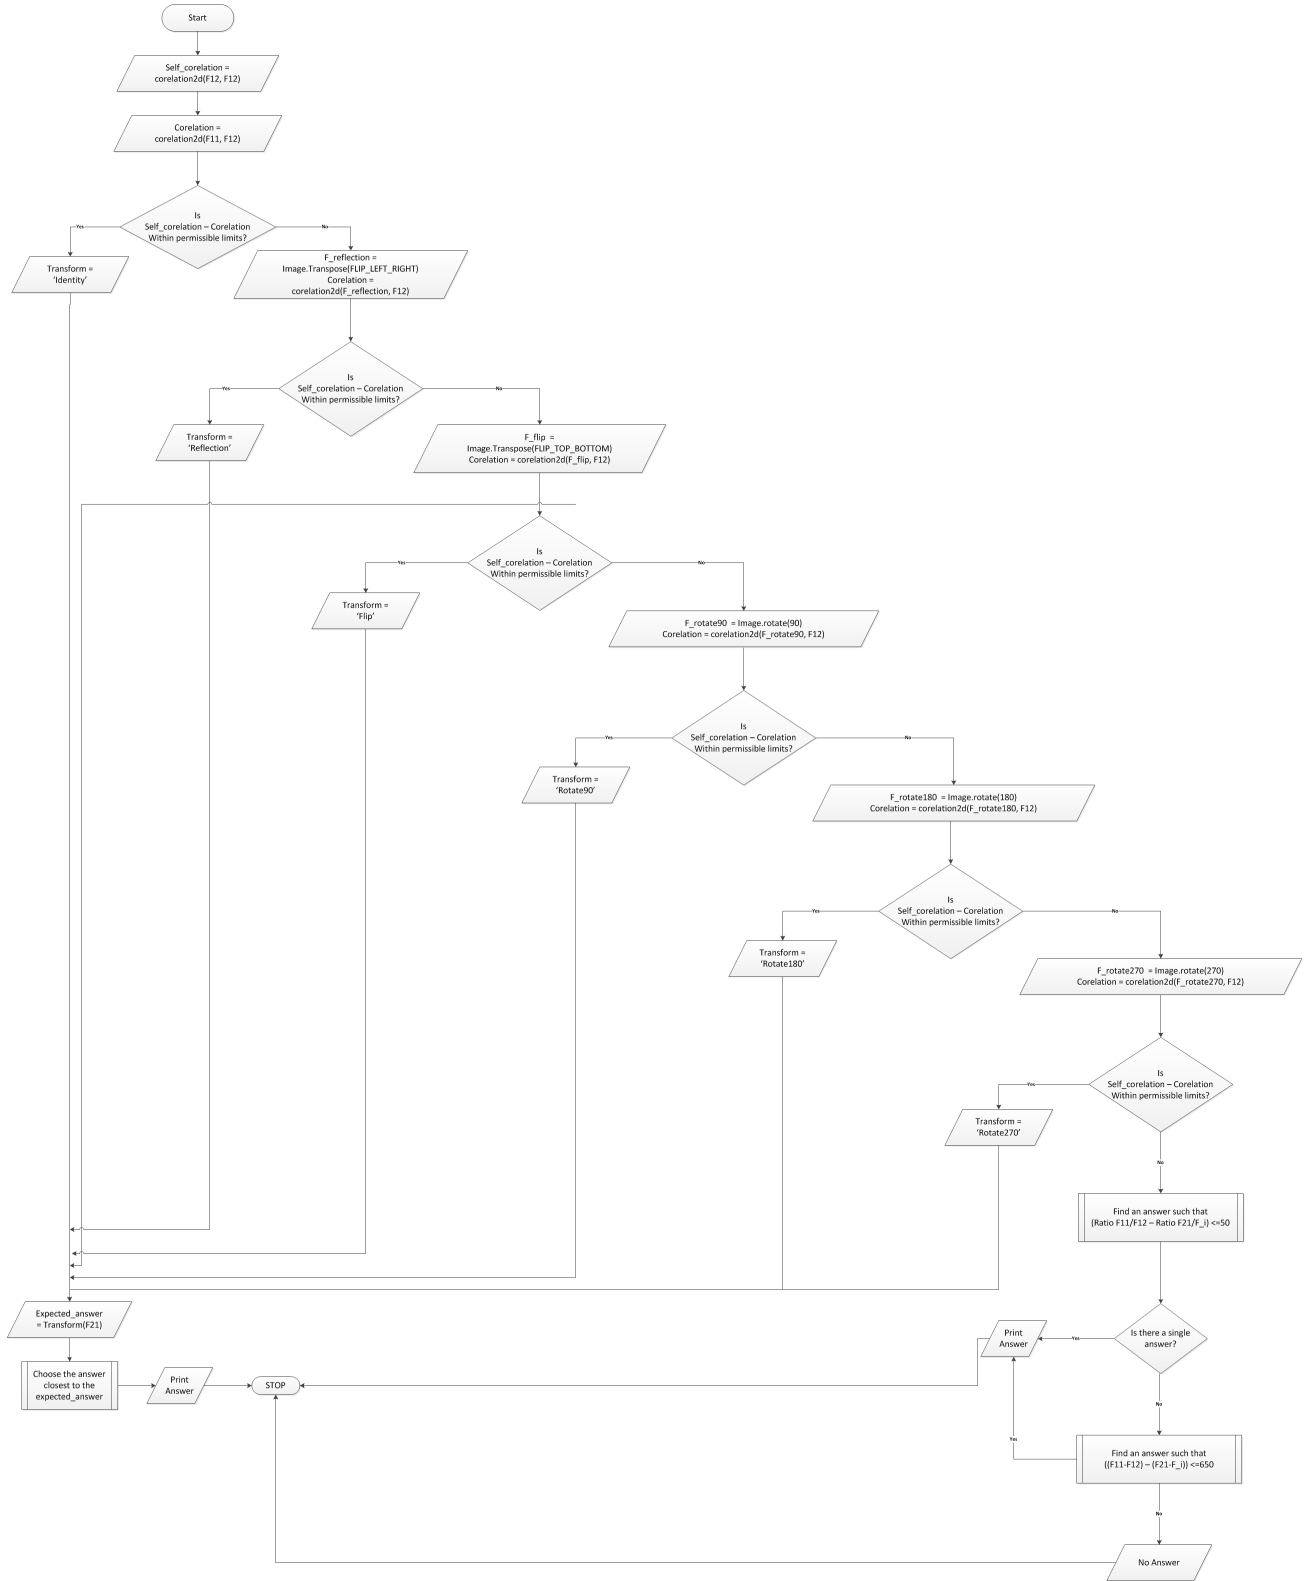 Start
Self_corelation =
corelation2d(F12, F12)
Corelation =
corelation2d(F11, F12)
Is
Self_corelation – Corelation
Within permissible limits?
Yes
No
Transform =
‘Identity’
F_reflection =
Image.Transpose(FLIP_LEFT_RIGHT)
Corelation =
corelation2d(F_reflection, F12)
Is
Self_corelation – Corelation
Within permissible limits?
Yes
No
Transform =
‘Reflection’
F_flip =
Image.Transpose(FLIP_TOP_BOTTOM)
Corelation = corelation2d(F_flip, F12)
Is
Self_corelation – Corelation
Within permissible limits?
Yes
No
Transform =
‘Flip’
F_rotate90 = Image.rotate(90)
Corelation = corelation2d(F_rotate90, F12)
Is
Self_corelation – Corelation
Within permissible limits?
Yes
No
Transform =
‘Rotate90’
F_rotate180 = Image.rotate(180)
Corelation = corelation2d(F_rotate180, F12)
Is
Self_corelation – Corelation
Within permissible limits?
Yes
No
Transform =
‘Rotate180’
F_rotate270 = Image.rotate(270)
Corelation = corelation2d(F_rotate270, F12)
Is
Self_corelation – Corelation
Within permissible limits?
Yes
Transform =
‘Rotate270’
No
Find an answer such that
(Ratio F11/F12 – Ratio F21/F_i) <=50
Expected_answer
= Transform(F21)
Is there a single
answer?
Yes
Print
Answer
Choose the answer
closest to the
expected_answer
Print
Answer
STOP
No
Yes
Find an answer such that
((F11-F12) – (F21-F_i)) <=650
No
No Answer